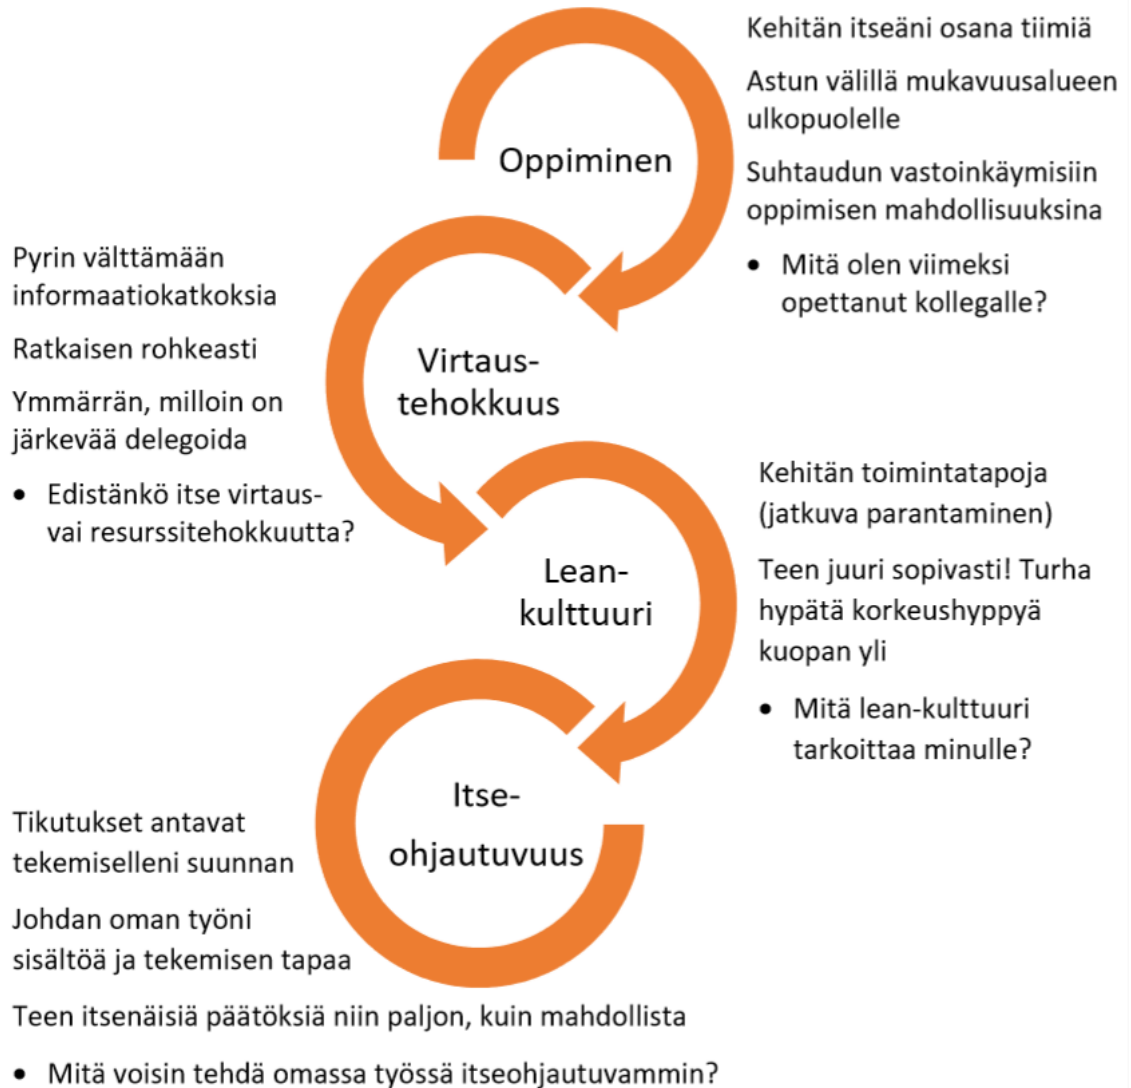 Oppiminen
Kehitän itseäni osana tiimiä
Astun välillä mukavuusalueen
ulkopuolelle
Suhtaudun vastoinkäymisiin
oppimisen mahdollisuuksina
• Mitä olen viimeksi
opettanut kollegalle?
Virtaus-
tehokkuus
Pyrin välttämään
informaatiokatkoksia
Ratkaisen rohkeasti
Ymmärrän, milloin on
järkevää delegoida
• Edistänkö itse virtaus-
vai resurssitehokkuutta?
Lean-
kulttuuri
Kehitän toimintatapoja
(jatkuva parantaminen)
Teen juuri sopivasti! Turha
hypätä korkeushyppyä
kuopan yli
• Mitä lean-kulttuuri
tarkoittaa minulle?
Itse-
ohjautuvuus
Tikutukset antavat
tekemiselleni suunnan
Johdan oman työni
sisältöä ja tekemisen tapaa
Teen itsenäisiä päätöksiä niin paljon, kuin mahdollista
• Mitä voisin tehdä omassa työssä itseohjautuvammin?